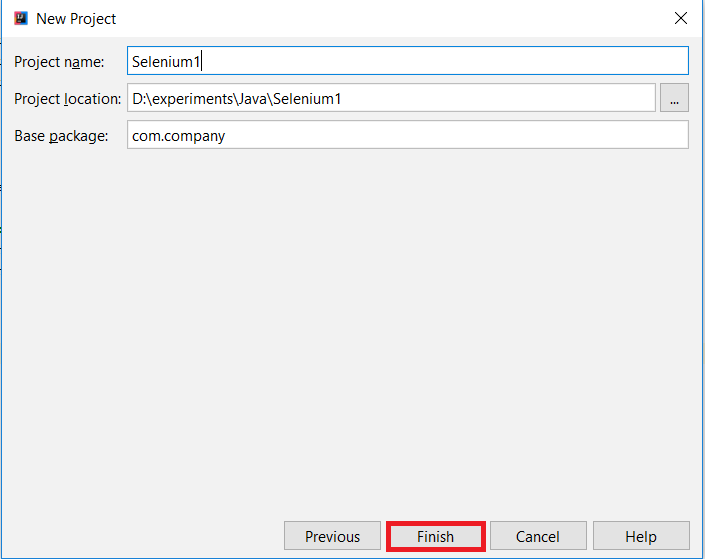 New Project
Project name: Selenium1
Project location: D:\experiments\Java\Selenium1 ...
Base package: com.company
Previous Finish Cancel Help